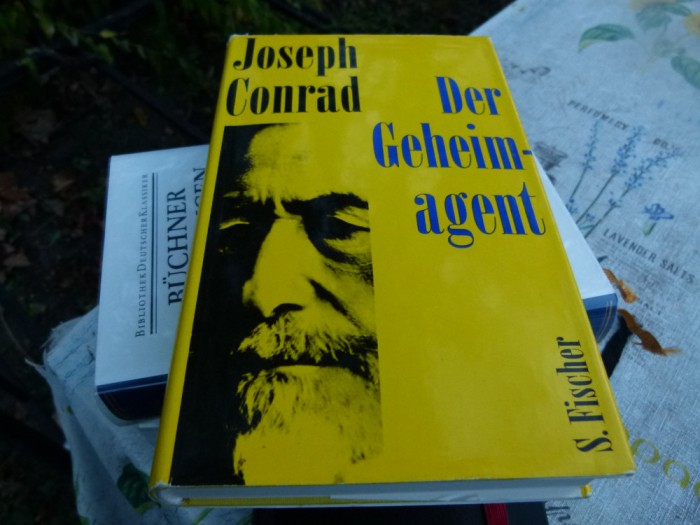 Joseph
Conrad
Der
Geheim-
agent
S. Fischer
BIBLIOTHEK DEUTSCHER KLASSIKER
BÜCHNER
LAVENDER SALTS